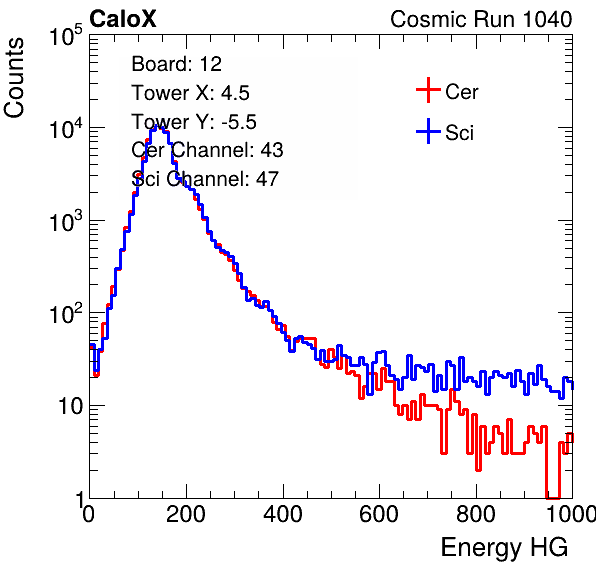 CaloX Cosmic Run 1040
Counts
Board: 12
Tower X: 4.5
Tower Y: -5.5
Cer Channel: 43
Sci Channel: 47
Cer
Sci
10^5
10^4
10^3
10^2
10
1
0 200 400 600 800 1000
Energy HG